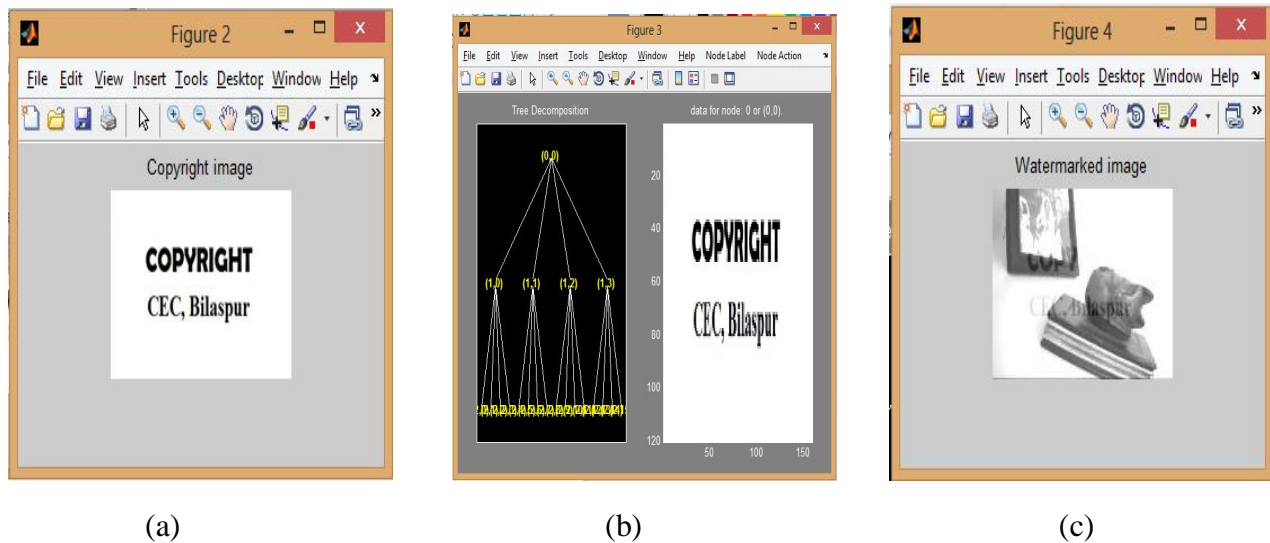 Figure 2
File Edit View Insert Tools Desktop Window Help
Copyright image
COPYRIGHT
CEC, Bilaspur
(a)
Figure 3
File Edit View Insert Tools Desktop Window Help Node Label Node Action
Tree Decomposition
(0,0)
(1,0) (1,1) (1,2) (1,3)
data for node: 0 or (0,0).
20
40
60
80
100
120
50 100 150
COPYRIGHT
CEC, Bilaspur
(b)
Figure 4
File Edit View Insert Tools Desktop Window Help
Watermarked image
COPY
CEC, Bilaspur
(c)